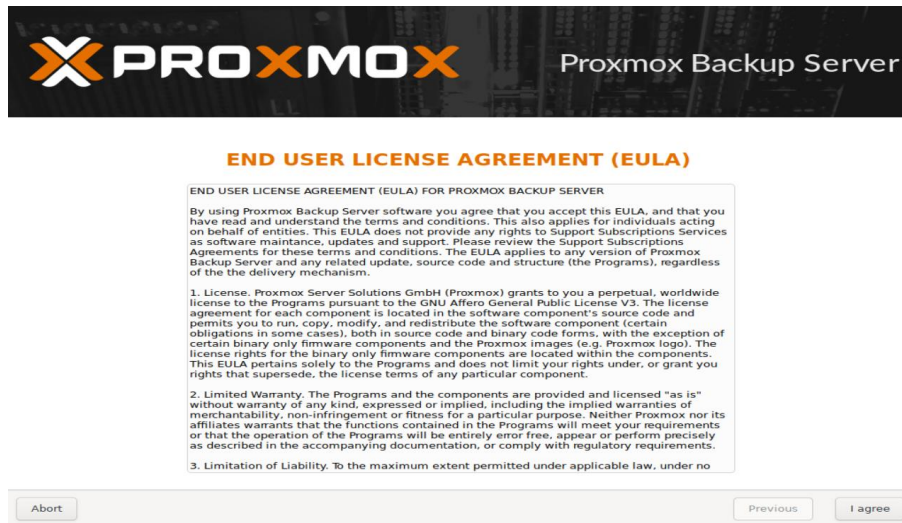 PROXMOX
Proxmox Backup Server
END USER LICENSE AGREEMENT (EULA)
END USER LICENSE AGREEMENT (EULA) FOR PROXMOX BACKUP SERVER
By using Proxmox Backup Server software you agree that you accept this EULA, and that you
have read and understand the terms and conditions. This also applies for individuals acting
on behalf of entities. This EULA does not provide any rights to Support Subscriptions Services
as software maintance, updates and support. Please review the Support Subscriptions
Agreements for these terms and conditions. The EULA applies to any version of Proxmox
Backup Server and any related update, source code and structure (the Programs), regardless
of the the delivery mechanism.
1. License. Proxmox Server Solutions GmbH (Proxmox) grants to you a perpetual, worldwide
license to the Programs pursuant to the GNU Affero General Public License V3. The license
agreement for each component is located in the software component's source code and
permits you to run, copy, modify, and redistribute the software component (certain
obligations in some cases), both in source code and binary code forms, with the exception of
certain binary only firmware components and the Proxmox images (e.g. Proxmox logo). The
license rights for the binary only firmware components are located within the components.
This EULA pertains solely to the Programs and does not limit your rights under, or grant you
rights that supersede, the license terms of any particular component.
2. Limited Warranty. The Programs and the components are provided and licensed "as is"
without warranty of any kind, expressed or implied, including the implied warranties of
merchantability, non-infringement or fitness for a particular purpose. Neither Proxmox nor its
affiliates warrants that the functions contained in the Programs will meet your requirements
or that the operation of the Programs will be entirely error free, appear or perform precisely
as described in the accompanying documentation, or comply with regulatory requirements.
3. Limitation of Liability. To the maximum extent permitted under applicable law, under no
Abort
Previous
I agree